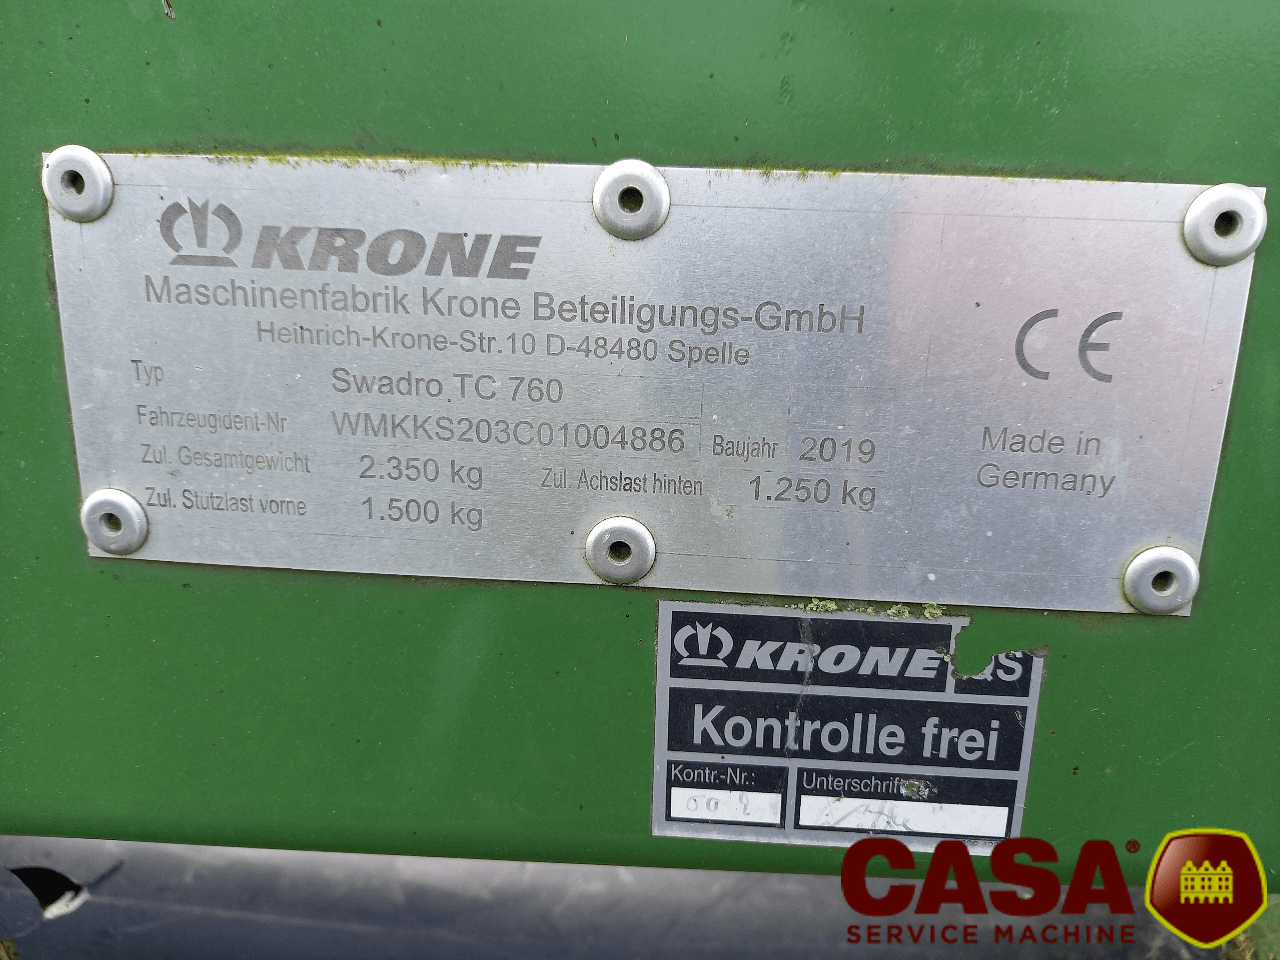 KRONE
Maschinenfabrik Krone Beteiligungs-GmbH
Heinrich-Krone-Str.10 D-48480 Spelle
Typ Swadro TC 760
Fahrzeugident-Nr WMKKS203C01004886 Baujahr 2019
Zul. Gesamtgewicht 2.350 kg Zul. Achslast hinten 1.250 kg
Zul. Stützlast vorne 1.500 kg
CE
Made in
Germany
KRONE QS
Kontrolle frei
Kontr.-Nr.: Unterschrift
CASA®
SERVICE MACHINE